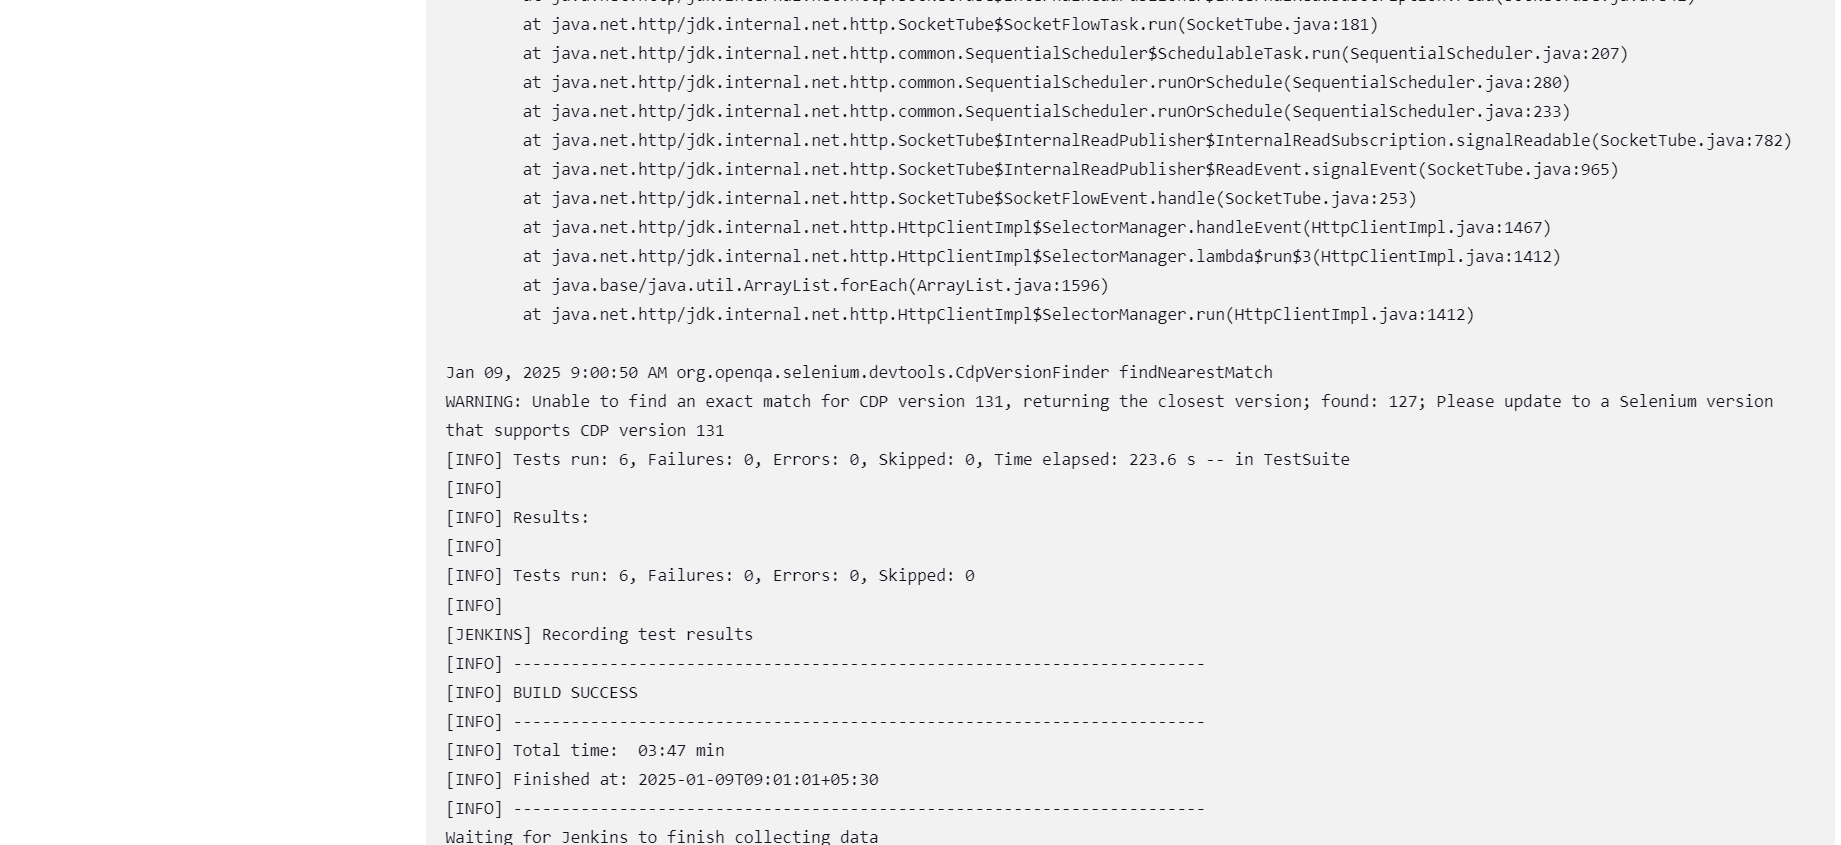 at java.net.http/jdk.internal.net.http.SocketTube$SocketFlowTask.run(SocketTube.java:181)
at java.net.http/jdk.internal.net.http.common.SequentialScheduler$SchedulableTask.run(SequentialScheduler.java:207)
at java.net.http/jdk.internal.net.http.common.SequentialScheduler.runOrSchedule(SequentialScheduler.java:280)
at java.net.http/jdk.internal.net.http.common.SequentialScheduler.runOrSchedule(SequentialScheduler.java:233)
at java.net.http/jdk.internal.net.http.SocketTube$InternalReadPublisher$InternalReadSubscription.signalReadable(SocketTube.java:782)
at java.net.http/jdk.internal.net.http.SocketTube$InternalReadPublisher$ReadEvent.signalEvent(SocketTube.java:965)
at java.net.http/jdk.internal.net.http.SocketTube$SocketFlowEvent.handle(SocketTube.java:253)
at java.net.http/jdk.internal.net.http.HttpClientImpl$SelectorManager.handleEvent(HttpClientImpl.java:1467)
at java.net.http/jdk.internal.net.http.HttpClientImpl$SelectorManager.lambda$run$3(HttpClientImpl.java:1412)
at java.base/java.util.ArrayList.forEach(ArrayList.java:1596)
at java.net.http/jdk.internal.net.http.HttpClientImpl$SelectorManager.run(HttpClientImpl.java:1412)
Jan 09, 2025 9:00:50 AM org.openqa.selenium.devtools.CdpVersionFinder findNearestMatch
WARNING: Unable to find an exact match for CDP version 131, returning the closest version; found: 127; Please update to a Selenium version
that supports CDP version 131
[INFO] Tests run: 6, Failures: 0, Errors: 0, Skipped: 0, Time elapsed: 223.6 s -- in TestSuite
[INFO]
[INFO] Results:
[INFO]
[INFO] Tests run: 6, Failures: 0, Errors: 0, Skipped: 0
[INFO]
[JENKINS] Recording test results
[INFO] ------------------------------------------------------------------------
[INFO] BUILD SUCCESS
[INFO] ------------------------------------------------------------------------
[INFO] Total time:  03:47 min
[INFO] Finished at: 2025-01-09T09:01:01+05:30
[INFO] ------------------------------------------------------------------------
Waiting for Jenkins to finish collecting data